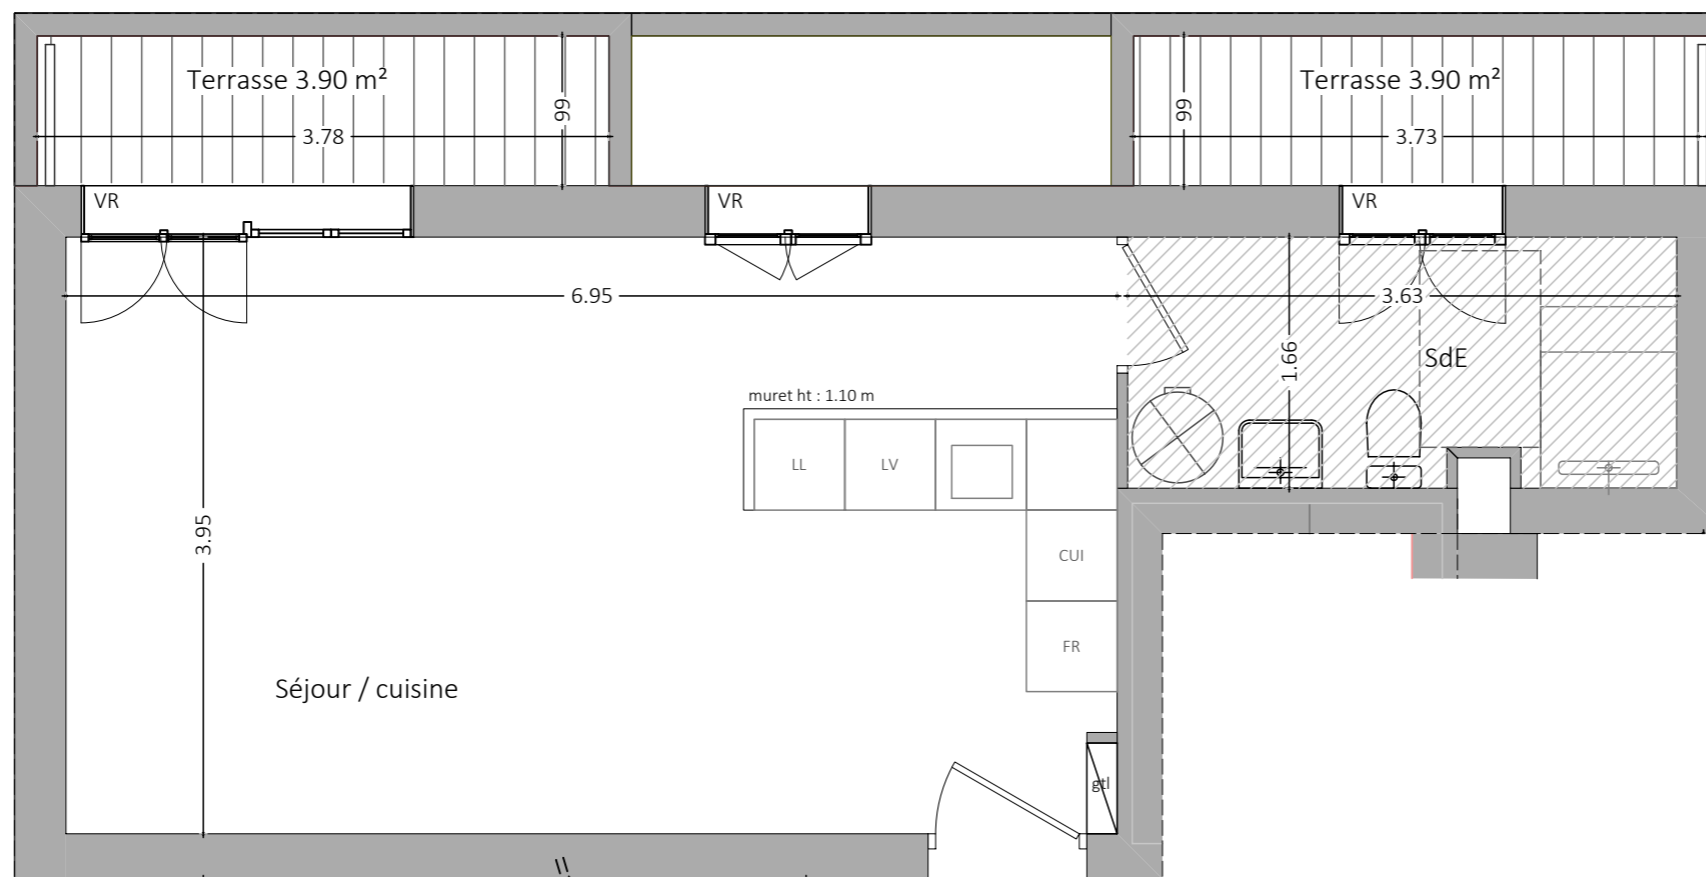 Terrasse 3.90 m²
Terrasse 3.90 m²
99
99
3.78
3.73
VR
VR
VR
6.95
3.63
1.66
SdE
muret ht : 1.10 m
LL
LV
3.95
CUI
FR
Séjour / cuisine
gtl